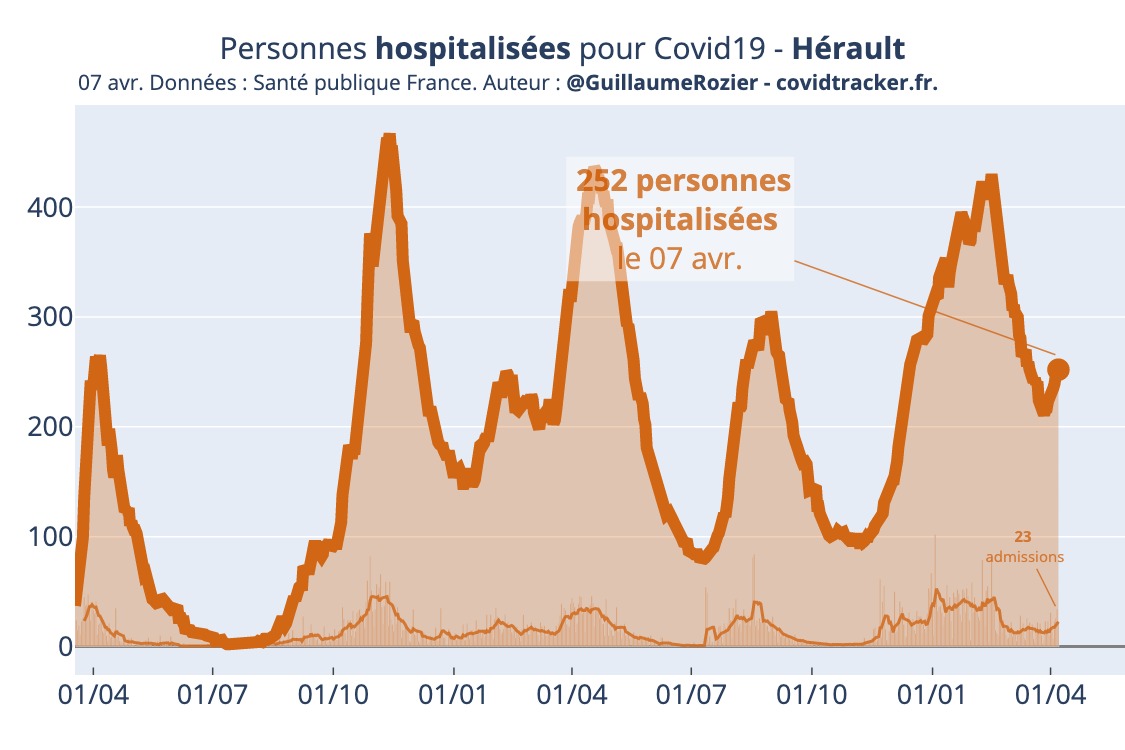 Personnes hospitalisées pour Covid19 - Hérault
07 avr. Données : Santé publique France. Auteur : @GuillaumeRozier - covidtracker.fr.
252 personnes
hospitalisées
le 07 avr.
400
300
200
100
0
23
admissions
01/04 01/07 01/10 01/01 01/04 01/07 01/10 01/01 01/04